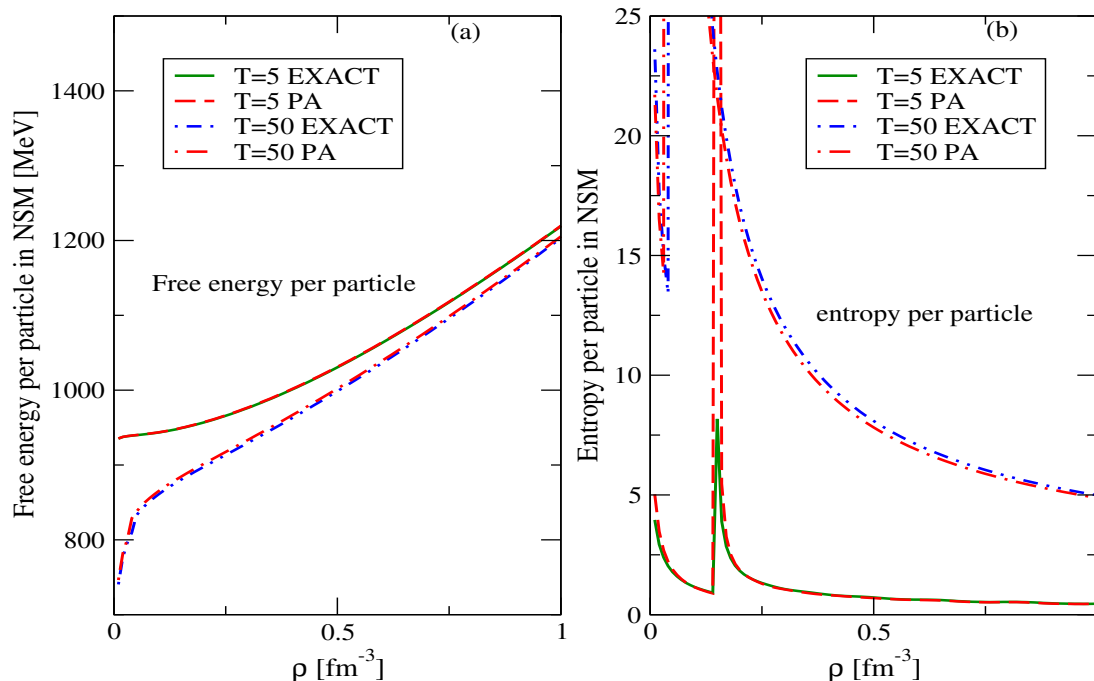 (a)
T=5 EXACT
T=5 PA
T=50 EXACT
T=50 PA
Free energy per particle
Free energy per particle in NSM [MeV]
1400
1200
1000
800
0
0.5
1
ρ [fm⁻³]
(b)
T=5 EXACT
T=5 PA
T=50 EXACT
T=50 PA
entropy per particle
Entropy per particle in NSM
25
20
15
10
5
0
0
0.5
ρ [fm⁻³]